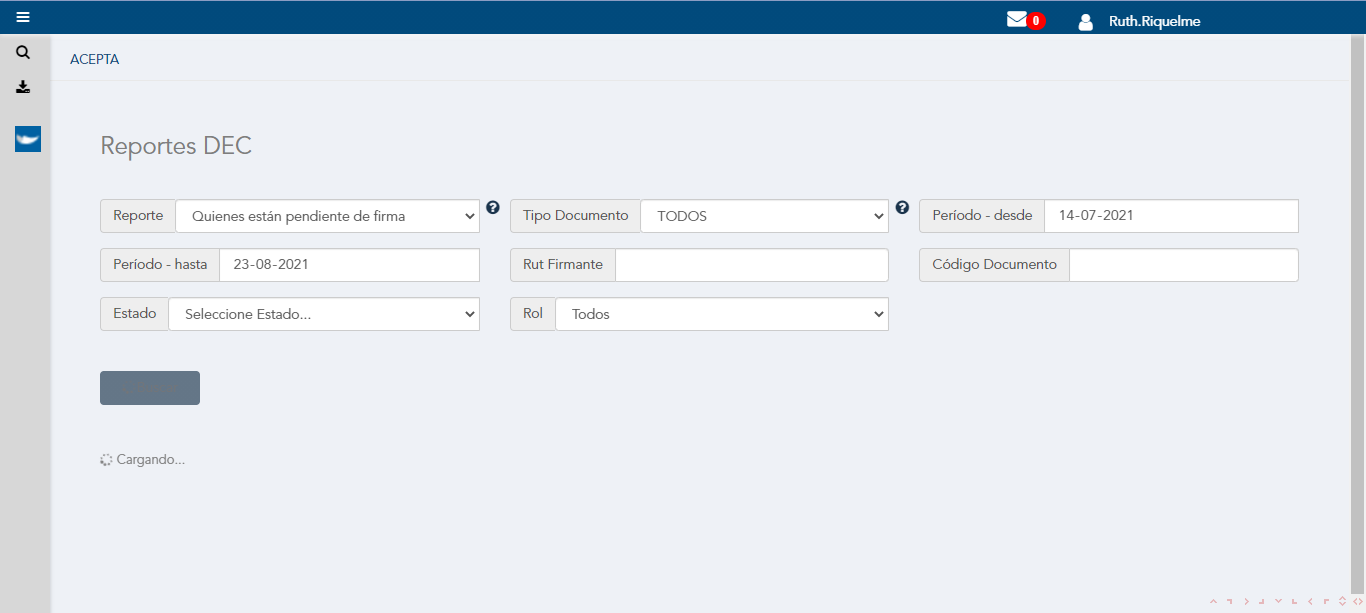 0 Ruth.Riquelme
ACEPTA
Reportes DEC
Reporte Quienes están pendiente de firma ? Tipo Documento TODOS ? Período - desde 14-07-2021
Período - hasta 23-08-2021 Rut Firmante Código Documento
Estado Seleccione Estado... Rol Todos
Cargando...